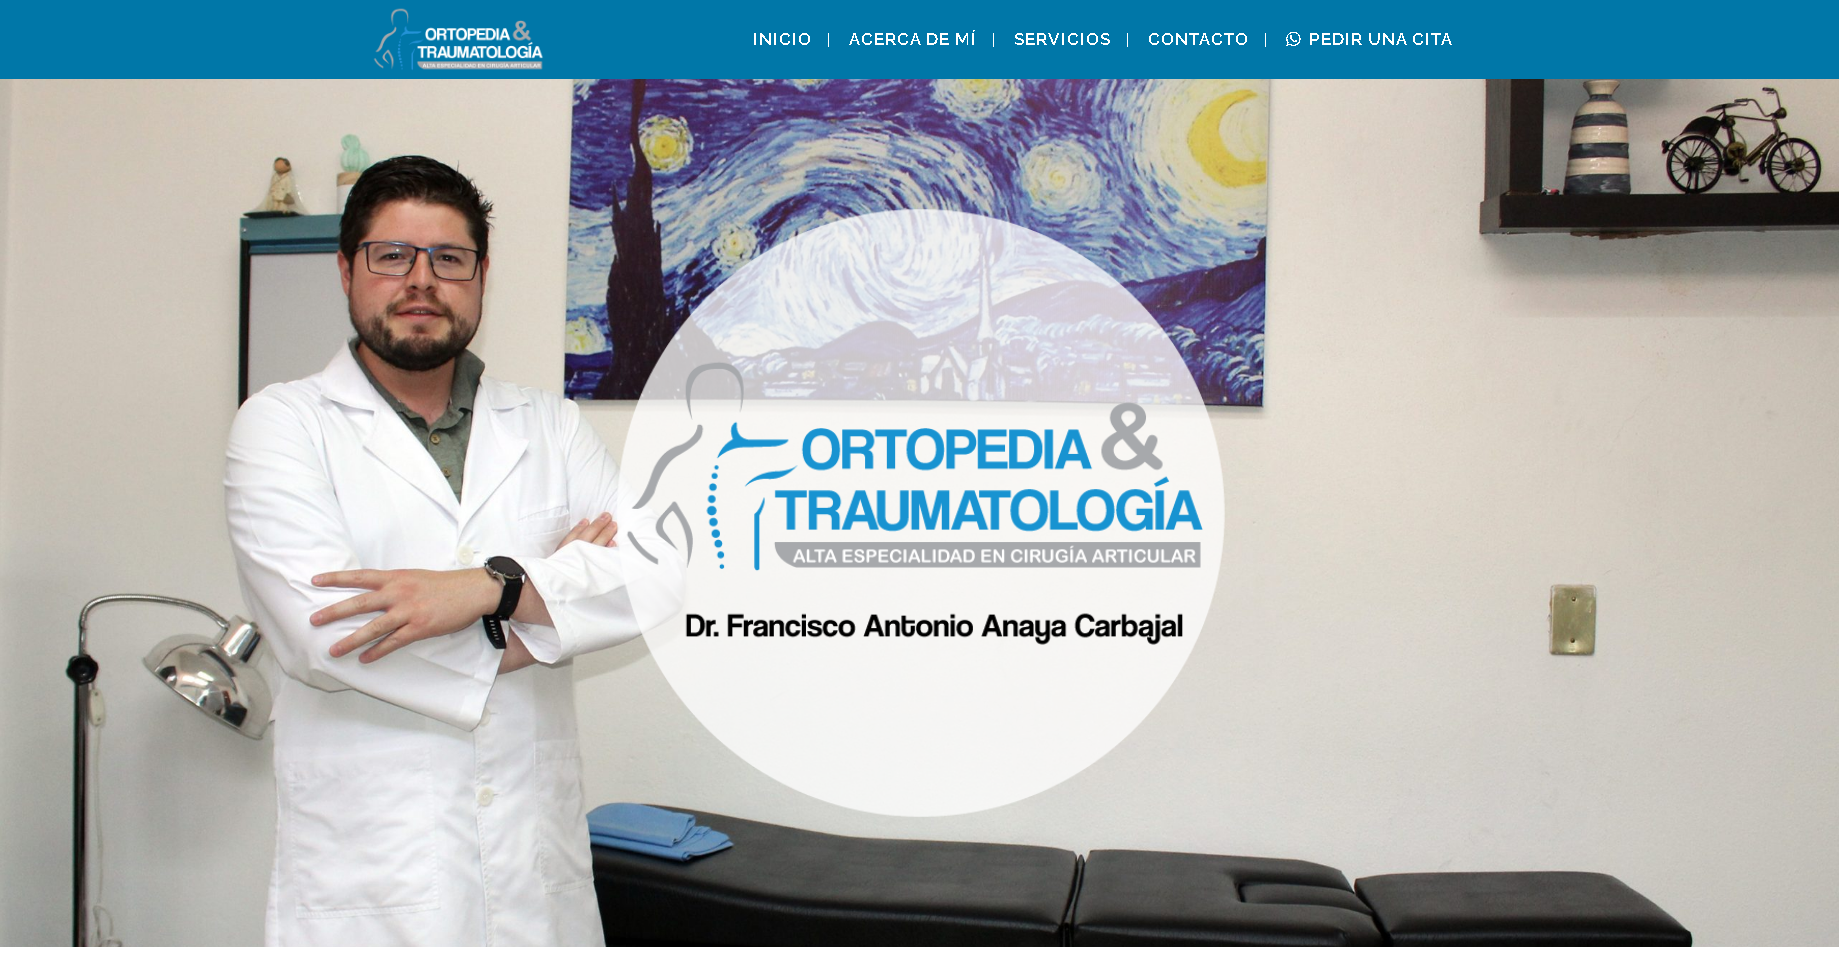 ORTOPEDIA &
TRAUMATOLOGÍA
ALTA ESPECIALIDAD EN CIRUGÍA ARTICULAR
INICIO | ACERCA DE MÍ | SERVICIOS | CONTACTO | PEDIR UNA CITA
ORTOPEDIA &
TRAUMATOLOGÍA
ALTA ESPECIALIDAD EN CIRUGÍA ARTICULAR
Dr. Francisco Antonio Anaya Carbajal